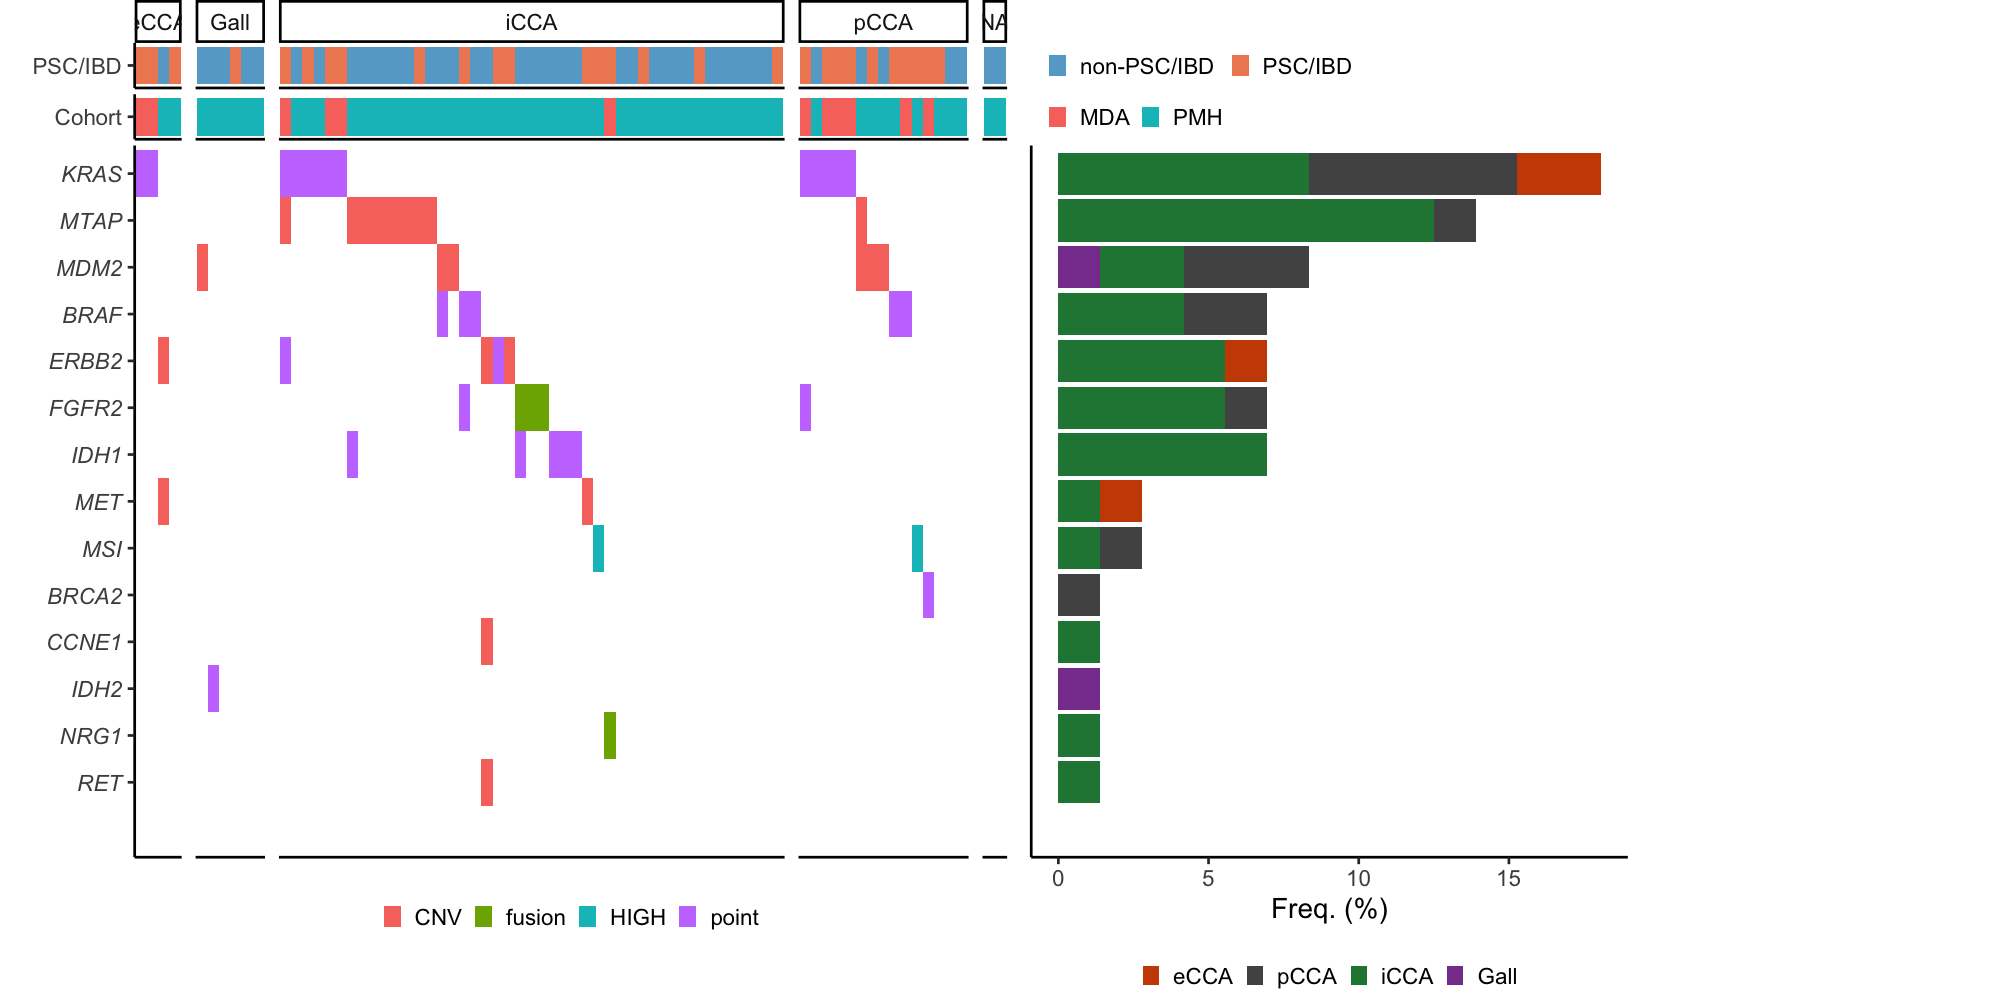 eCCA Gall iCCA pCCA NA
PSC/IBD
non-PSC/IBD PSC/IBD
Cohort
MDA PMH
KRAS
MTAP
MDM2
BRAF
ERBB2
FGFR2
IDH1
MET
MSI
BRCA2
CCNE1
IDH2
NRG1
RET
0 5 10 15
Freq. (%)
CNV fusion HIGH point
eCCA pCCA iCCA Gall